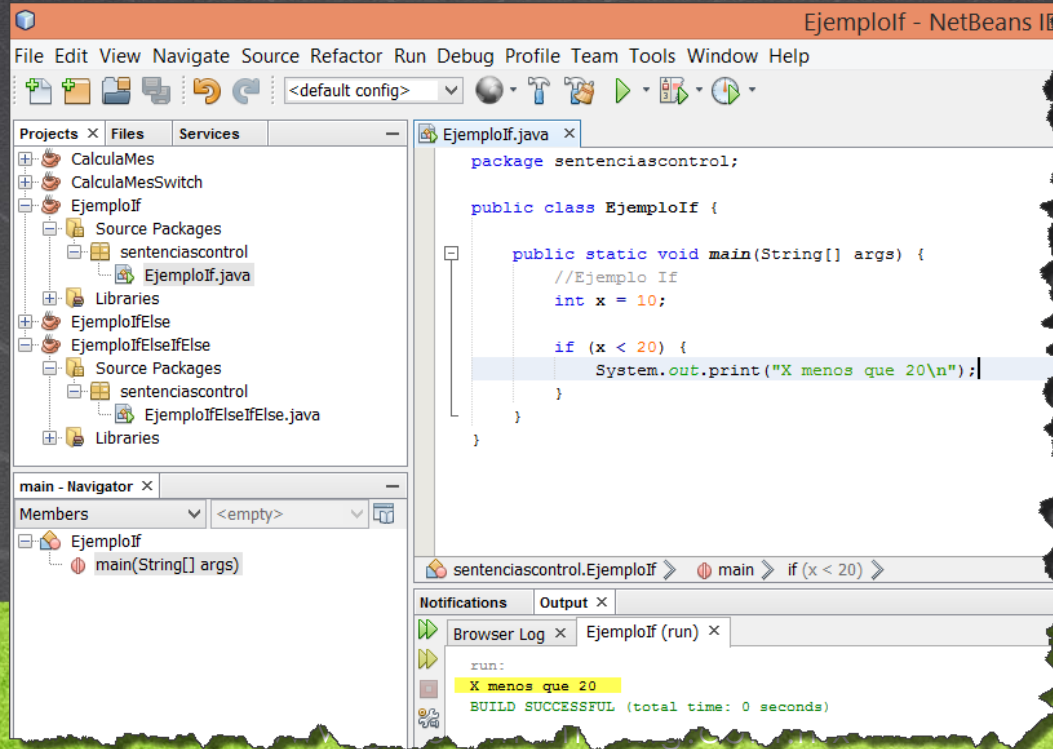 EjemploIf - NetBeans I
File Edit View Navigate Source Refactor Run Debug Profile Team Tools Window Help
<default config>
Projects Files Services
CalculaMes
CalculaMesSwitch
EjemploIf
Source Packages
sentenciascontrol
EjemploIf.java
Libraries
EjemploIfElse
EjemploIfElseIfElse
Source Packages
sentenciascontrol
EjemploIfElseIfElse.java
Libraries
main - Navigator
Members <empty>
EjemploIf
main(String[] args)
EjemploIf.java
package sentenciascontrol;
public class EjemploIf {
public static void main(String[] args) {
//Ejemplo If
int x = 10;
if (x < 20) {
System.out.print("X menos que 20\n");
}
}
}
sentenciascontrol.EjemploIf main if (x < 20)
Notifications Output
Browser Log EjemploIf (run)
run:
X menos que 20
BUILD SUCCESSFUL (total time: 0 seconds)